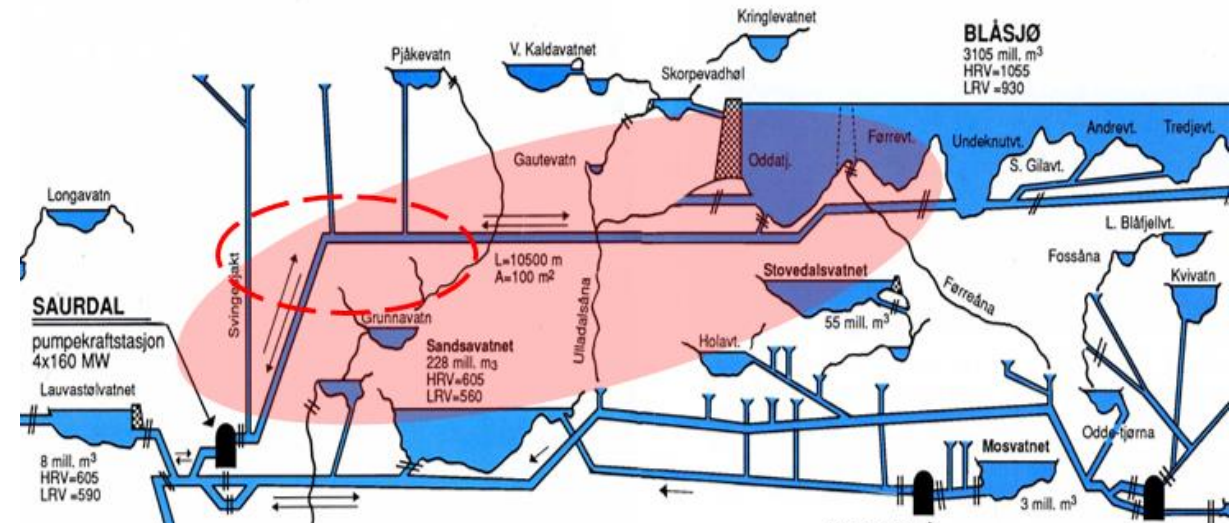 Kringlevatnet
BLÅSJØ
3105 mill. m³
HRV=1055
LRV =930
V. Kaldavatnet
Pjåkevatn
Skorpevadhøl
Gautevatn
Oddatj.
Førrevt.
Undeknutvt.
Andrevt.
Tredjevt.
S. Gilavt.
Longavatn
Svingesjakt
L=10500 m
A=100 m²
L. Blåfjellvt.
Fossåna
Kvivatn
Stovedalsvatnet
Førreåna
55 mill. m³
SAURDAL
pumpekraftstasjon
4x160 MW
Grunnavatn
Ulladalsåna
Sandsavatnet
228 mill. m3
HRV=605
LRV=560
Holavt.
Lauvastølvatnet
8 mill. m³
HRV=605
LRV =590
Odde-tjørna
Mosvatnet
3 mill. m³